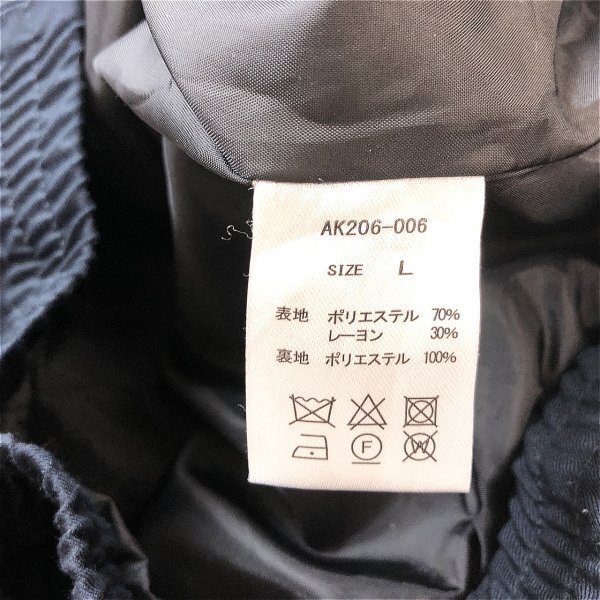 AK206-006
SIZE L
表地 ポリエステル 70%
レーヨン 30%
裏地 ポリエステル 100%
F W